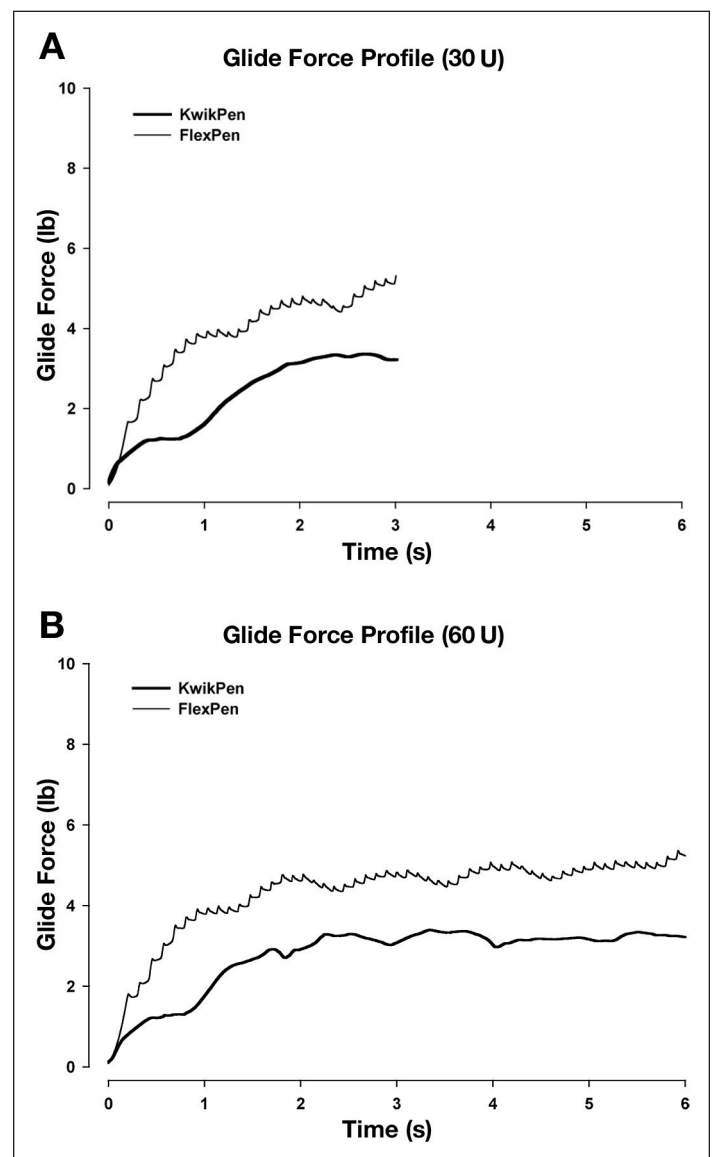 A
Glide Force Profile (30 U)
10
KwikPen
FlexPen
8
6
4
2
0
Glide Force (lb)
0 1 2 3 4 5 6
Time (s)
B
Glide Force Profile (60 U)
10
KwikPen
FlexPen
8
6
4
2
0
Glide Force (lb)
0 1 2 3 4 5 6
Time (s)